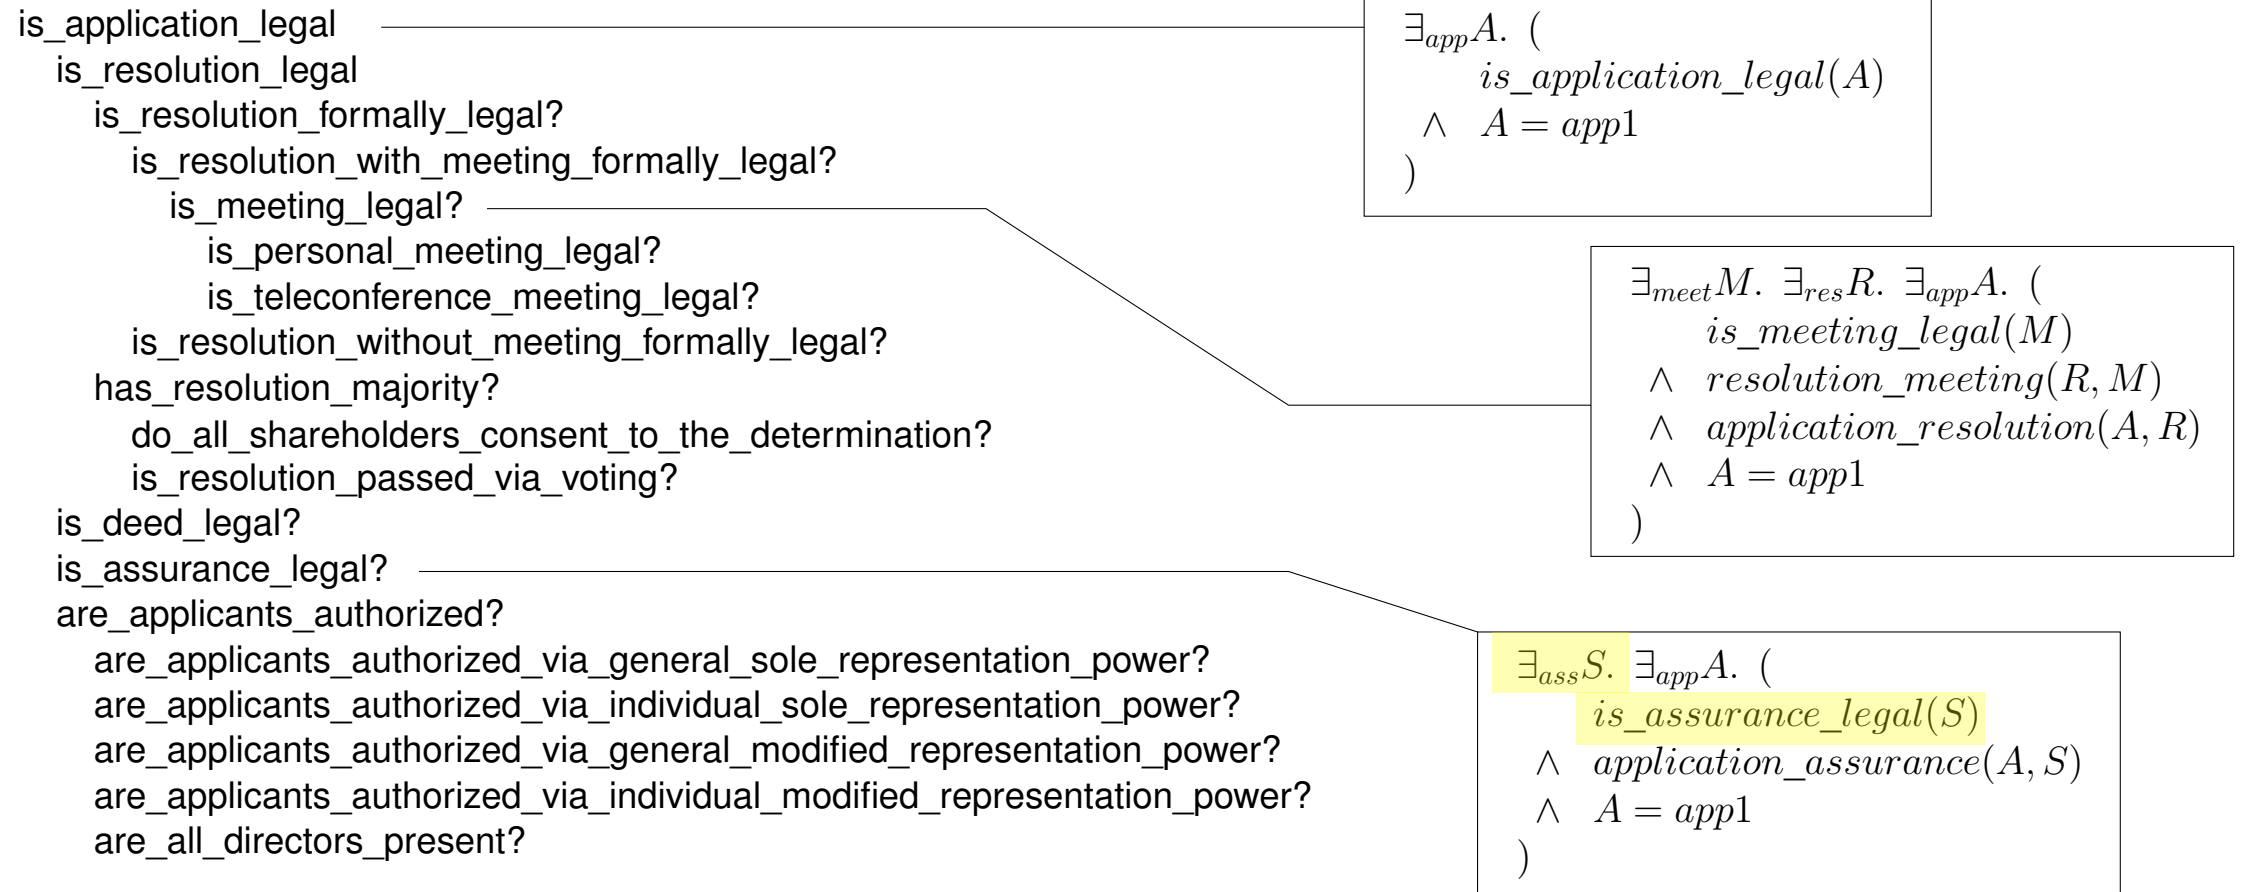 is_application_legal
is_resolution_legal
is_resolution_formally_legal?
is_resolution_with_meeting_formally_legal?
is_meeting_legal?
is_personal_meeting_legal?
is_teleconference_meeting_legal?
is_resolution_without_meeting_formally_legal?
has_resolution_majority?
do_all_shareholders_consent_to_the_determination?
is_resolution_passed_via_voting?
is_deed_legal?
is_assurance_legal?
are_applicants_authorized?
are_applicants_authorized_via_general_sole_representation_power?
are_applicants_authorized_via_individual_sole_representation_power?
are_applicants_authorized_via_general_modified_representation_power?
are_applicants_authorized_via_individual_modified_representation_power?
are_all_directors_present?
∃appA. (
is_application_legal(A)
∧ A = app1
)
∃meetM. ∃resR. ∃appA. (
is_meeting_legal(M)
∧ resolution_meeting(R, M)
∧ application_resolution(A, R)
∧ A = app1
)
∃assS. ∃appA. (
is_assurance_legal(S)
∧ application_assurance(A, S)
∧ A = app1
)